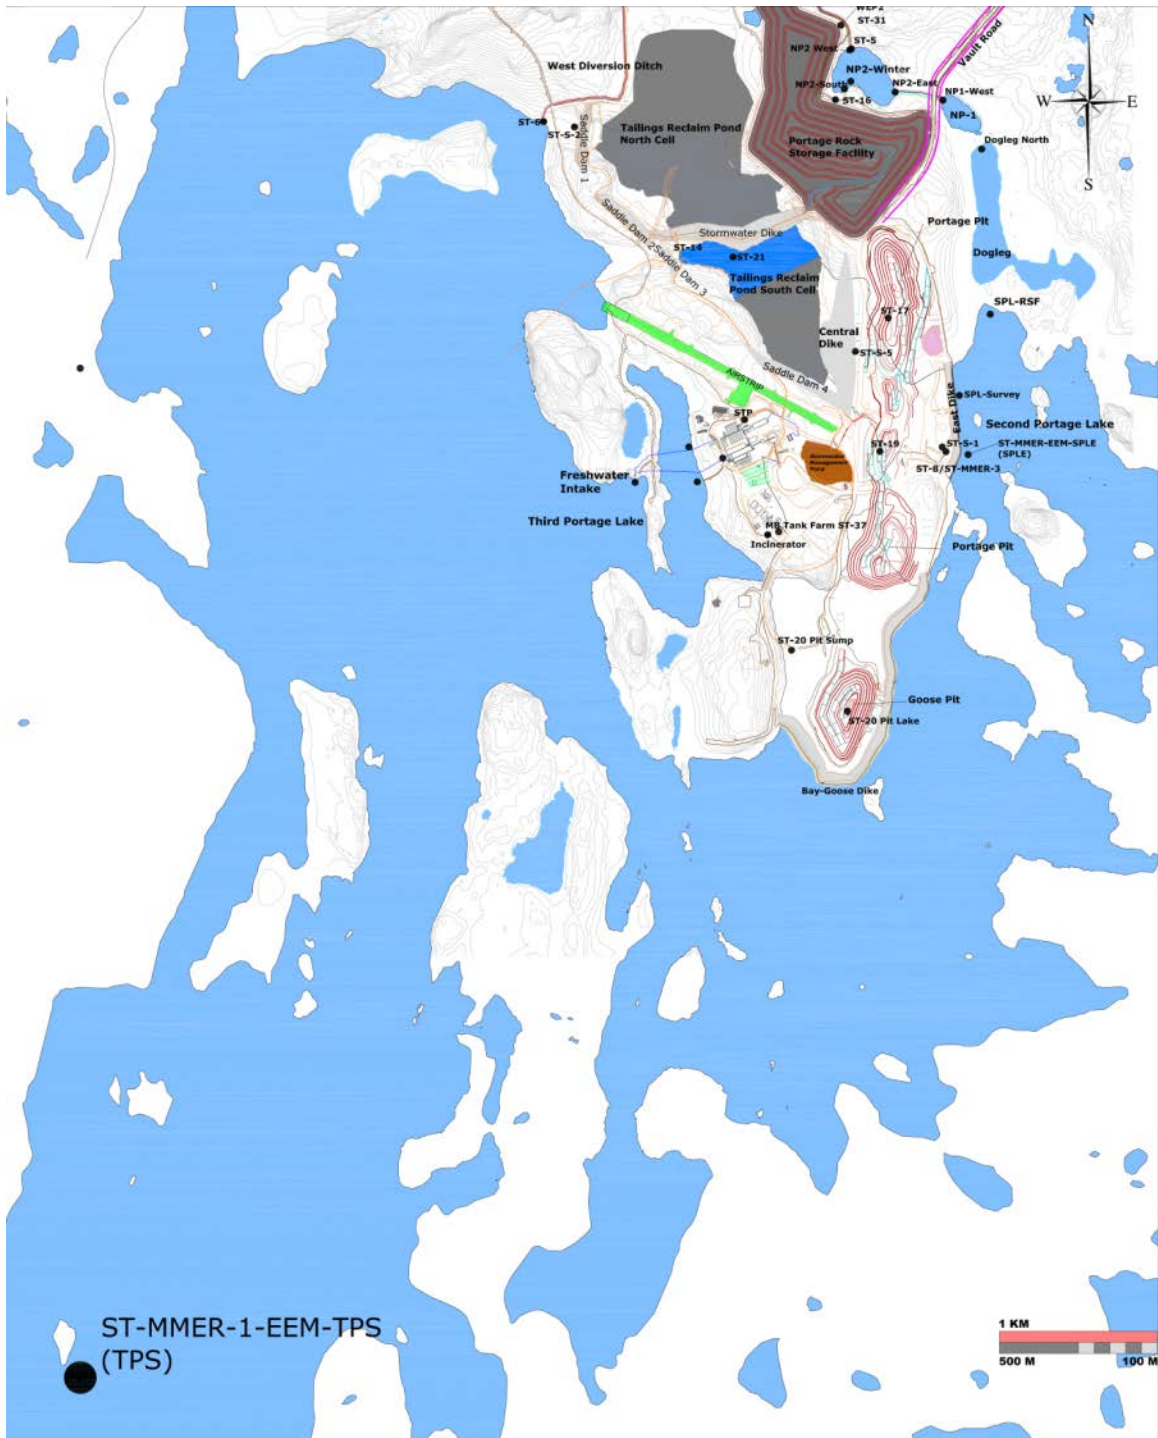 WEP2
ST-31
ST-5
NP2 West
Vault Road
N
NP2-Winter
NP2-South
NP2-East
ST-16
NP1-West
NP-1
W
E
S
West Diversion Ditch
ST-6
ST-S-2
Saddle Dam 1
Tailings Reclaim Pond
North Cell
Portage Rock
Storage Facility
Dogleg North
Saddle Dam 2
Saddle Dam 3
Stormwater Dike
Portage Pit
ST-14
ST-21
Dogleg
Tailings Reclaim
Pond South Cell
SPL-RSF
ST-17
Central
Dike
ST-S-5
Saddle Dam 4
AIRSTRIP
East Dike
SPL-Survey
STP
Second Portage Lake
ST-19
ST-S-1
ST-MMER-EEM-SPLE
(SPLE)
Stormwater
Management
Pond
ST-8/ST-MMER-3
Freshwater
Intake
Third Portage Lake
MB Tank Farm ST-37
Incinerator
Portage Pit
ST-20 Pit Sump
Goose Pit
ST-20 Pit Lake
Bay-Goose Dike
ST-MMER-1-EEM-TPS
(TPS)
1 KM
500 M
100 M